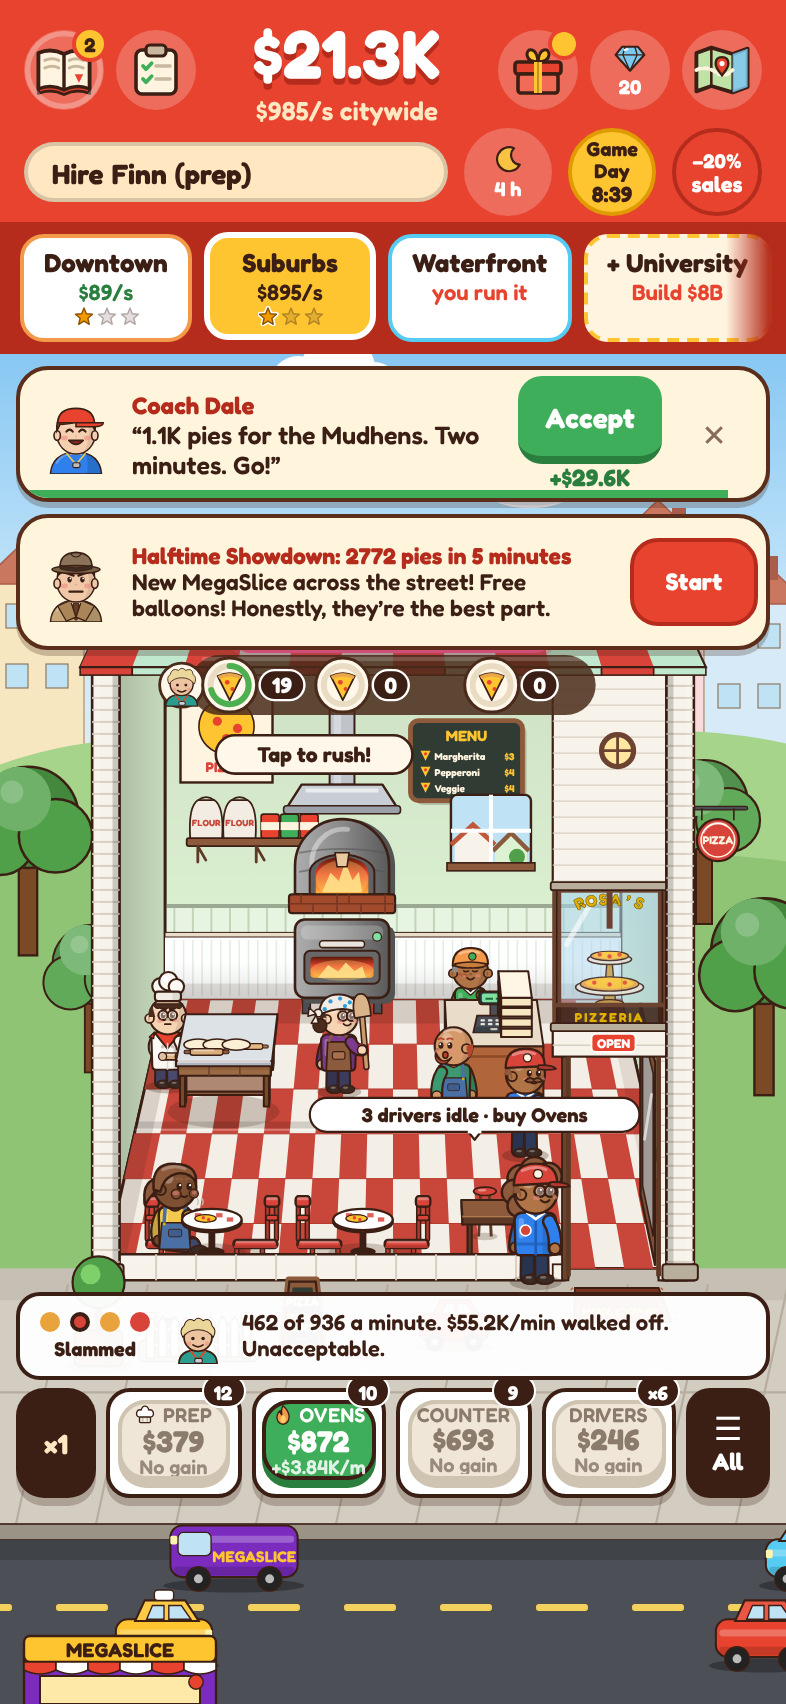 2
$21.3K
$985/s citywide
20
Hire Finn (prep)
4 h
Game
Day
8:39
−20%
sales
Downtown
$89/s
Suburbs
$895/s
Waterfront
you run it
+ University
Build $8B
Coach Dale
“1.1K pies for the Mudhens. Two
minutes. Go!”
Accept
+$29.6K
Halftime Showdown: 2772 pies in 5 minutes
New MegaSlice across the street! Free
balloons! Honestly, they’re the best part.
Start
19
0
0
Tap to rush!
MENU
Margherita $3
Pepperoni $4
Veggie $4
FLOUR
FLOUR
PIZZA
ROSA'S
PIZZERIA
OPEN
3 drivers idle · buy Ovens
Slammed
462 of 936 a minute. $55.2K/min walked off.
Unacceptable.
×1
12
PREP
$379
No gain
10
OVENS
$872
+$3.84K/m
9
COUNTER
$693
No gain
×6
DRIVERS
$246
No gain
All
MEGASLICE
MEGASLICE